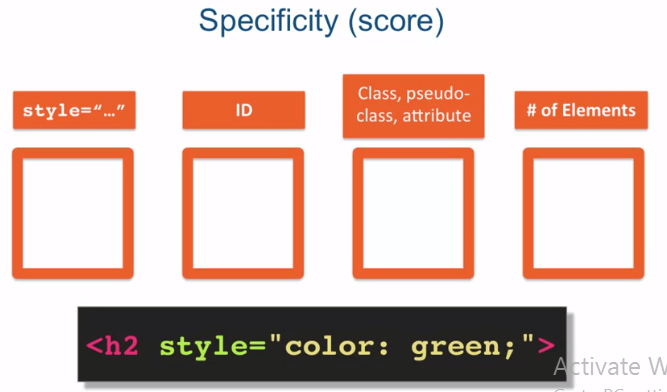 Specificity (score)
style=“…”
ID
Class, pseudo-
class, attribute
# of Elements
<h2 style="color: green;">
Activate W